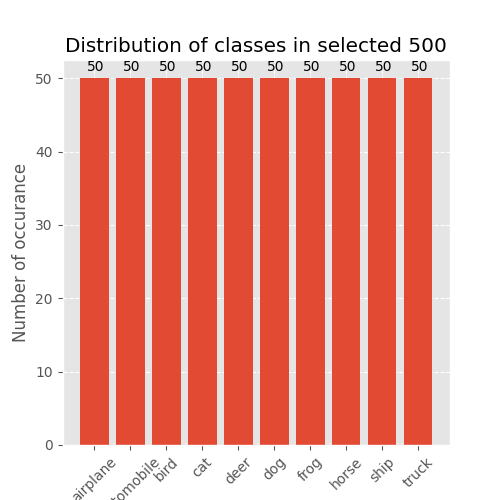 Distribution of classes in selected 500
50 50 50 50 50 50 50 50 50 50
50
40
30
20
10
0
Number of occurance
airplane
tomobile
bird
cat
deer
dog
frog
horse
ship
truck